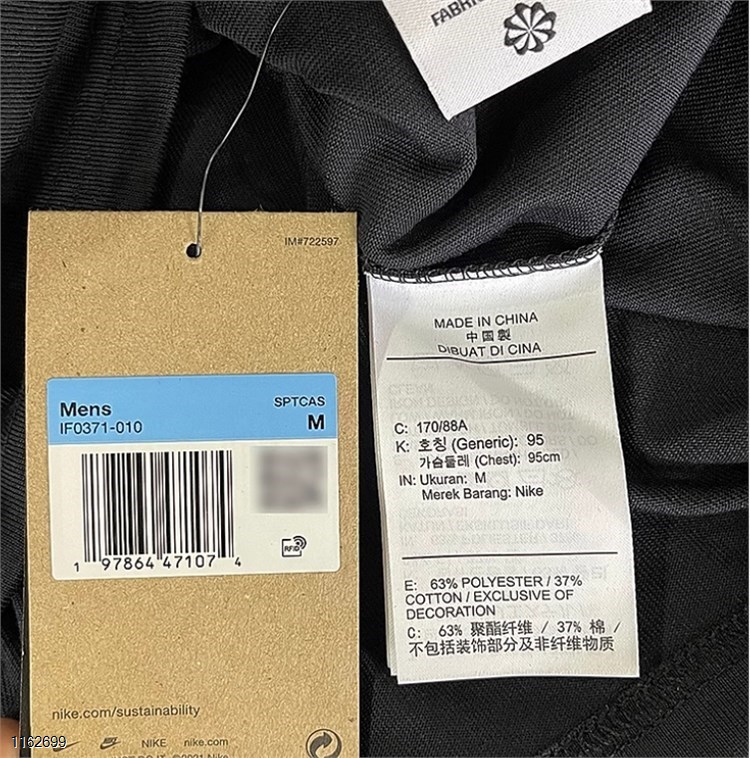 FABRIC
IM#722597
Mens
SPTCAS
IF0371-010
M
RFID
1 97864 47107 4
nike.com/sustainability
NIKE nike.com
©2021 Nike
MADE IN CHINA
中国製
DIBUAT DI CINA
C: 170/88A
K: 호칭 (Generic): 95
가슴둘레 (Chest): 95cm
IN: Ukuran: M
Merek Barang: Nike
E: 63% POLYESTER / 37%
COTTON / EXCLUSIVE OF
DECORATION
C: 63% 聚酯纤维 / 37% 棉 /
不包括装饰部分及非纤维物质
1162699